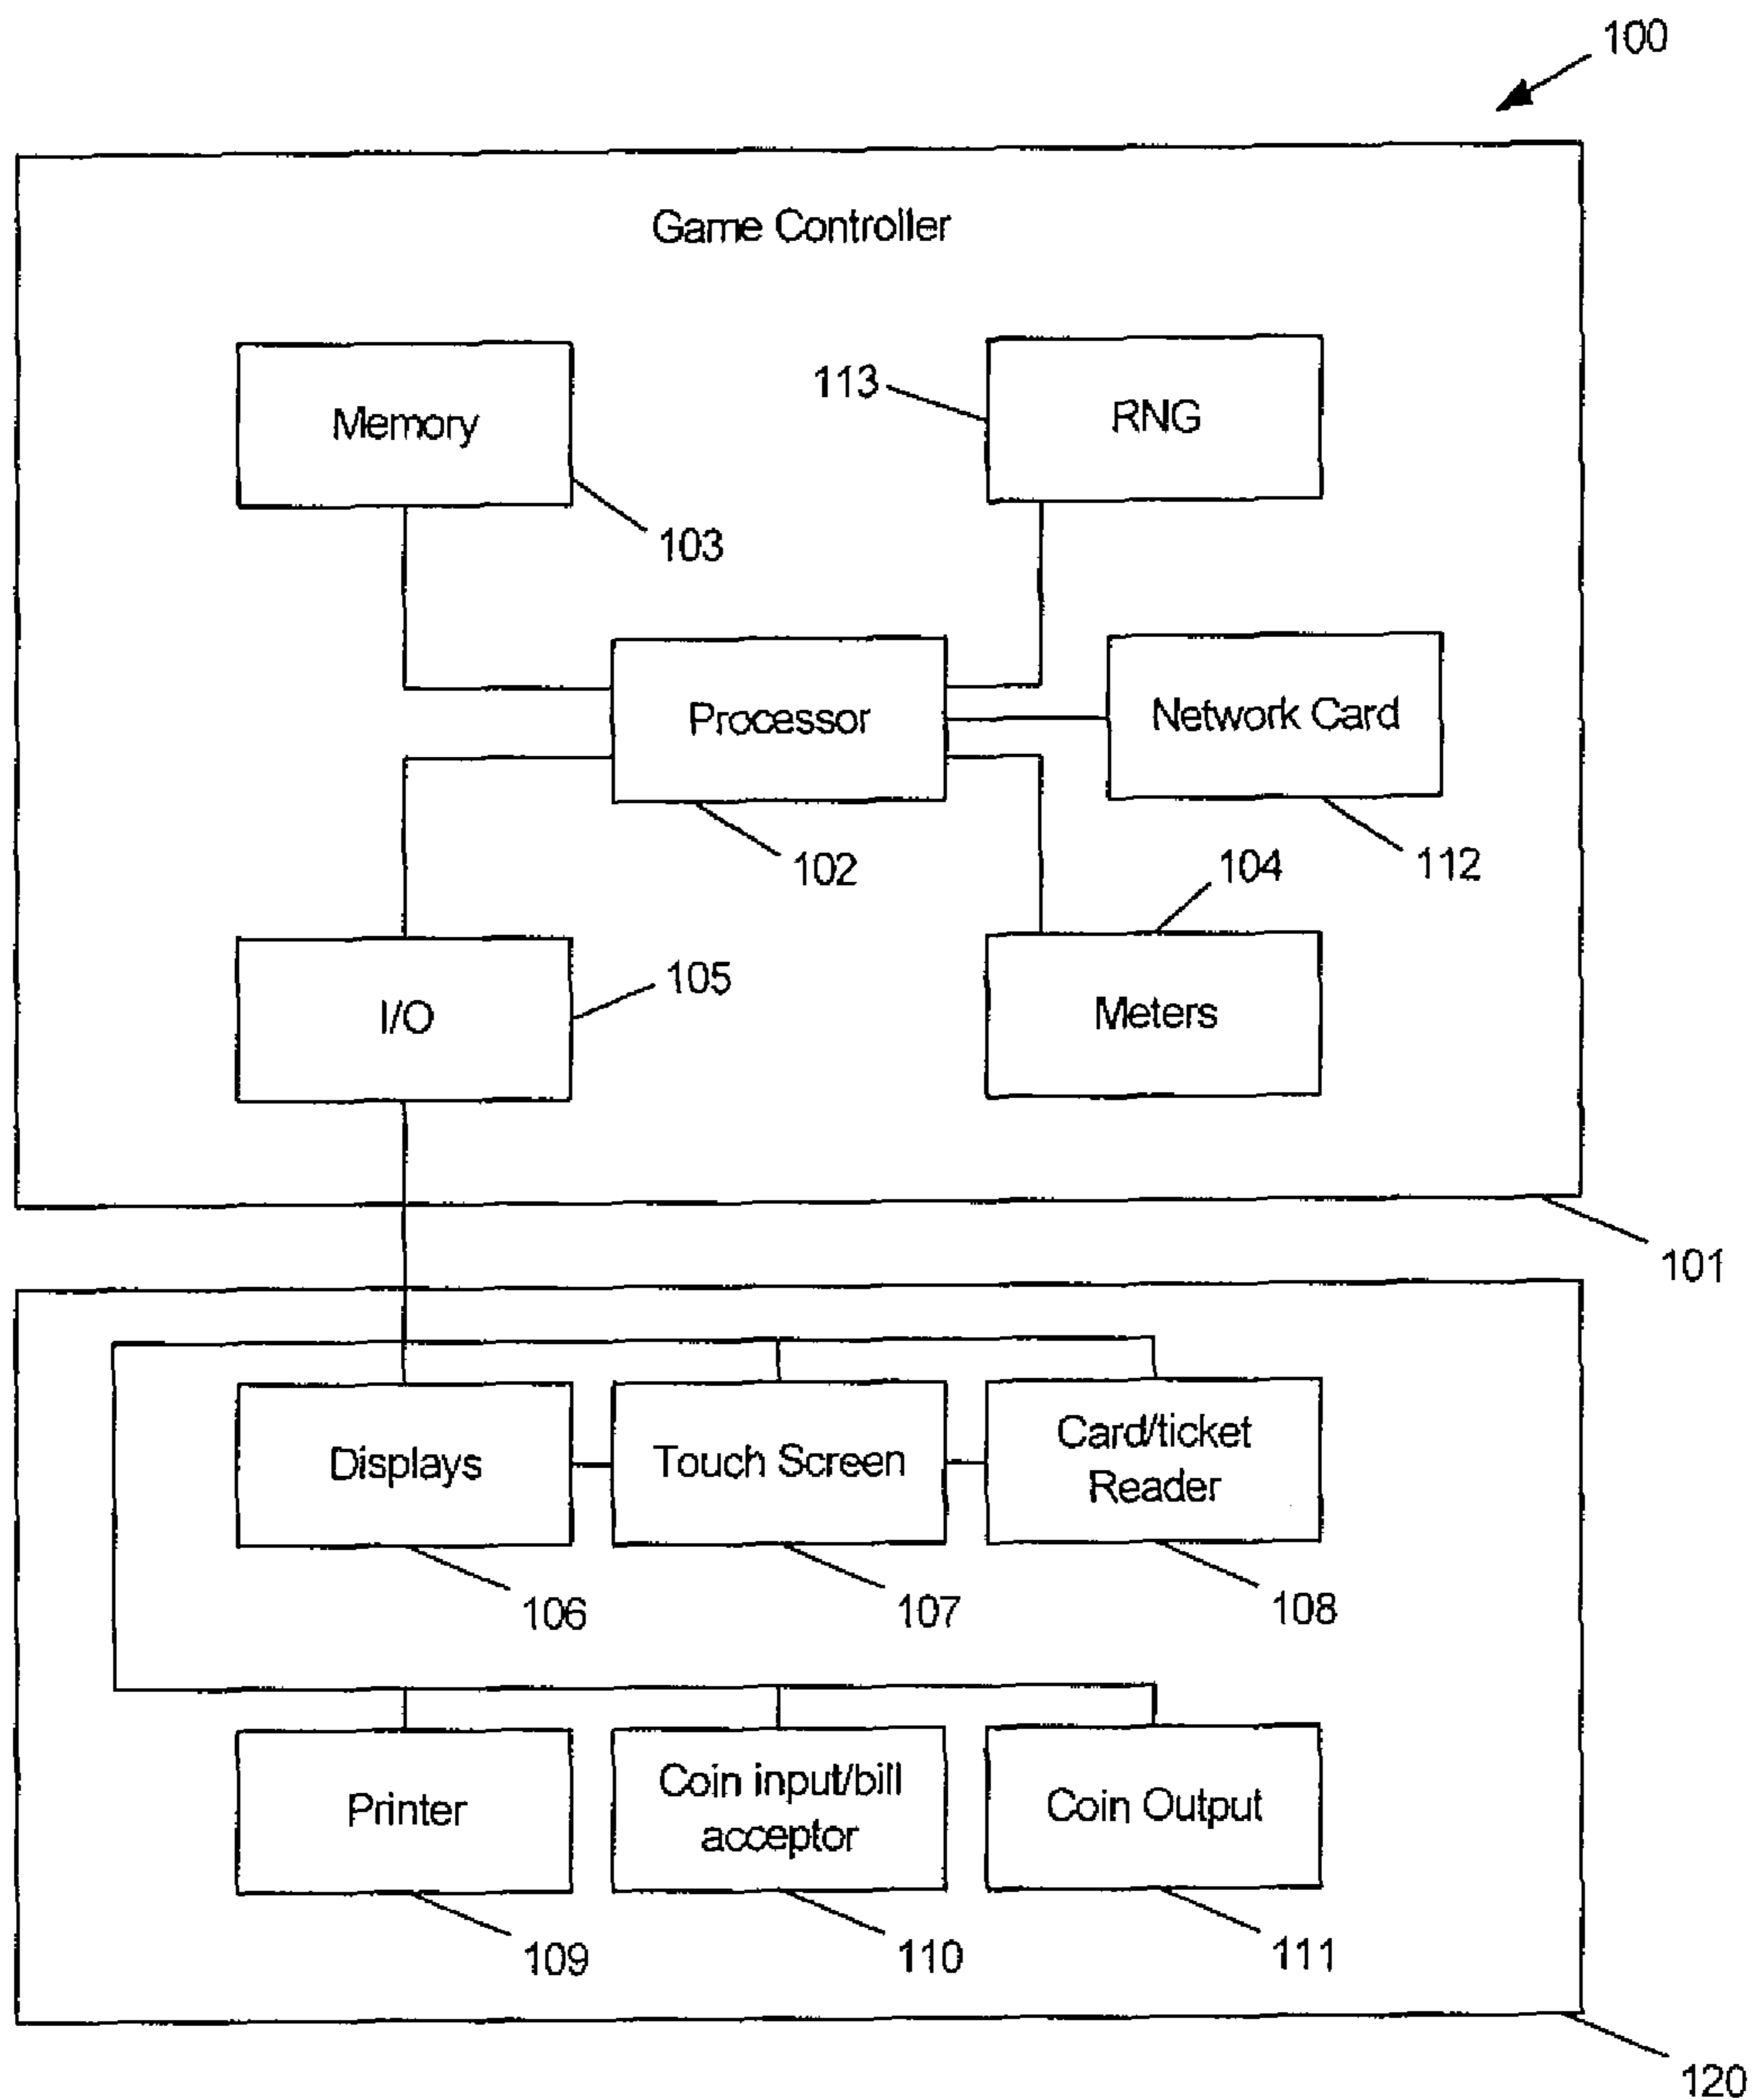 100
Game Controller
Memory
113
RNG
103
Processor
Network Card
102
104
112
I/O
105
Meters
101
Displays
Touch Screen
Card/ticket
Reader
106
107
108
Printer
Coin input/bill
acceptor
Coin Output
109
110
111
120